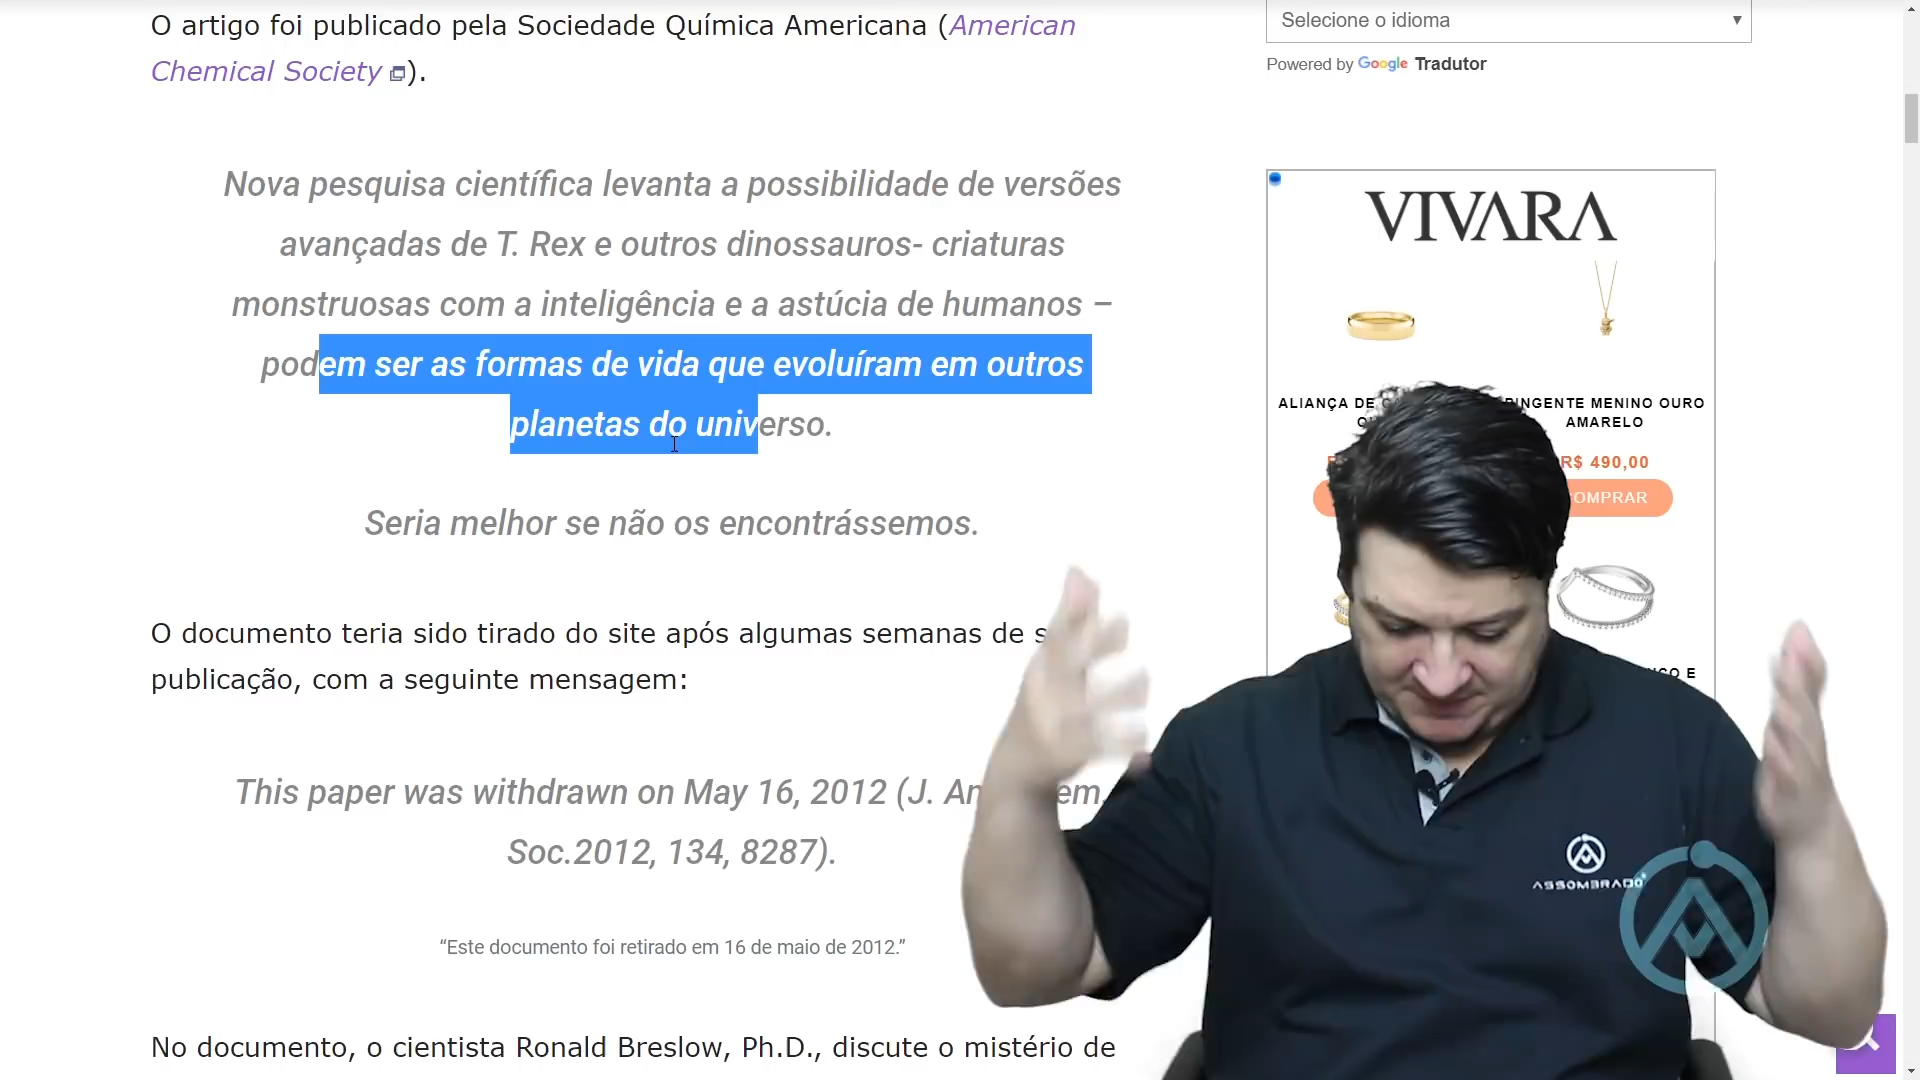 O artigo foi publicado pela Sociedade Química Americana (American
Chemical Society ).
Nova pesquisa científica levanta a possibilidade de versões
avançadas de T. Rex e outros dinossauros- criaturas
monstruosas com a inteligência e a astúcia de humanos –
podem ser as formas de vida que evoluíram em outros
planetas do universo.
Seria melhor se não os encontrássemos.
O documento teria sido tirado do site após algumas semanas de
publicação, com a seguinte mensagem:
This paper was withdrawn on May 16, 2012 (J.
Soc.2012, 134, 8287).
“Este documento foi retirado em 16 de maio de 2012.”
No documento, o cientista Ronald Breslow, Ph.D., discute o mistério de
Selecione o idioma
Powered by Google Tradutor
VIVARA
ALIANÇA DE
MENINO OURO
AMARELO
R$ 490,00
E
ASSOMBRADO